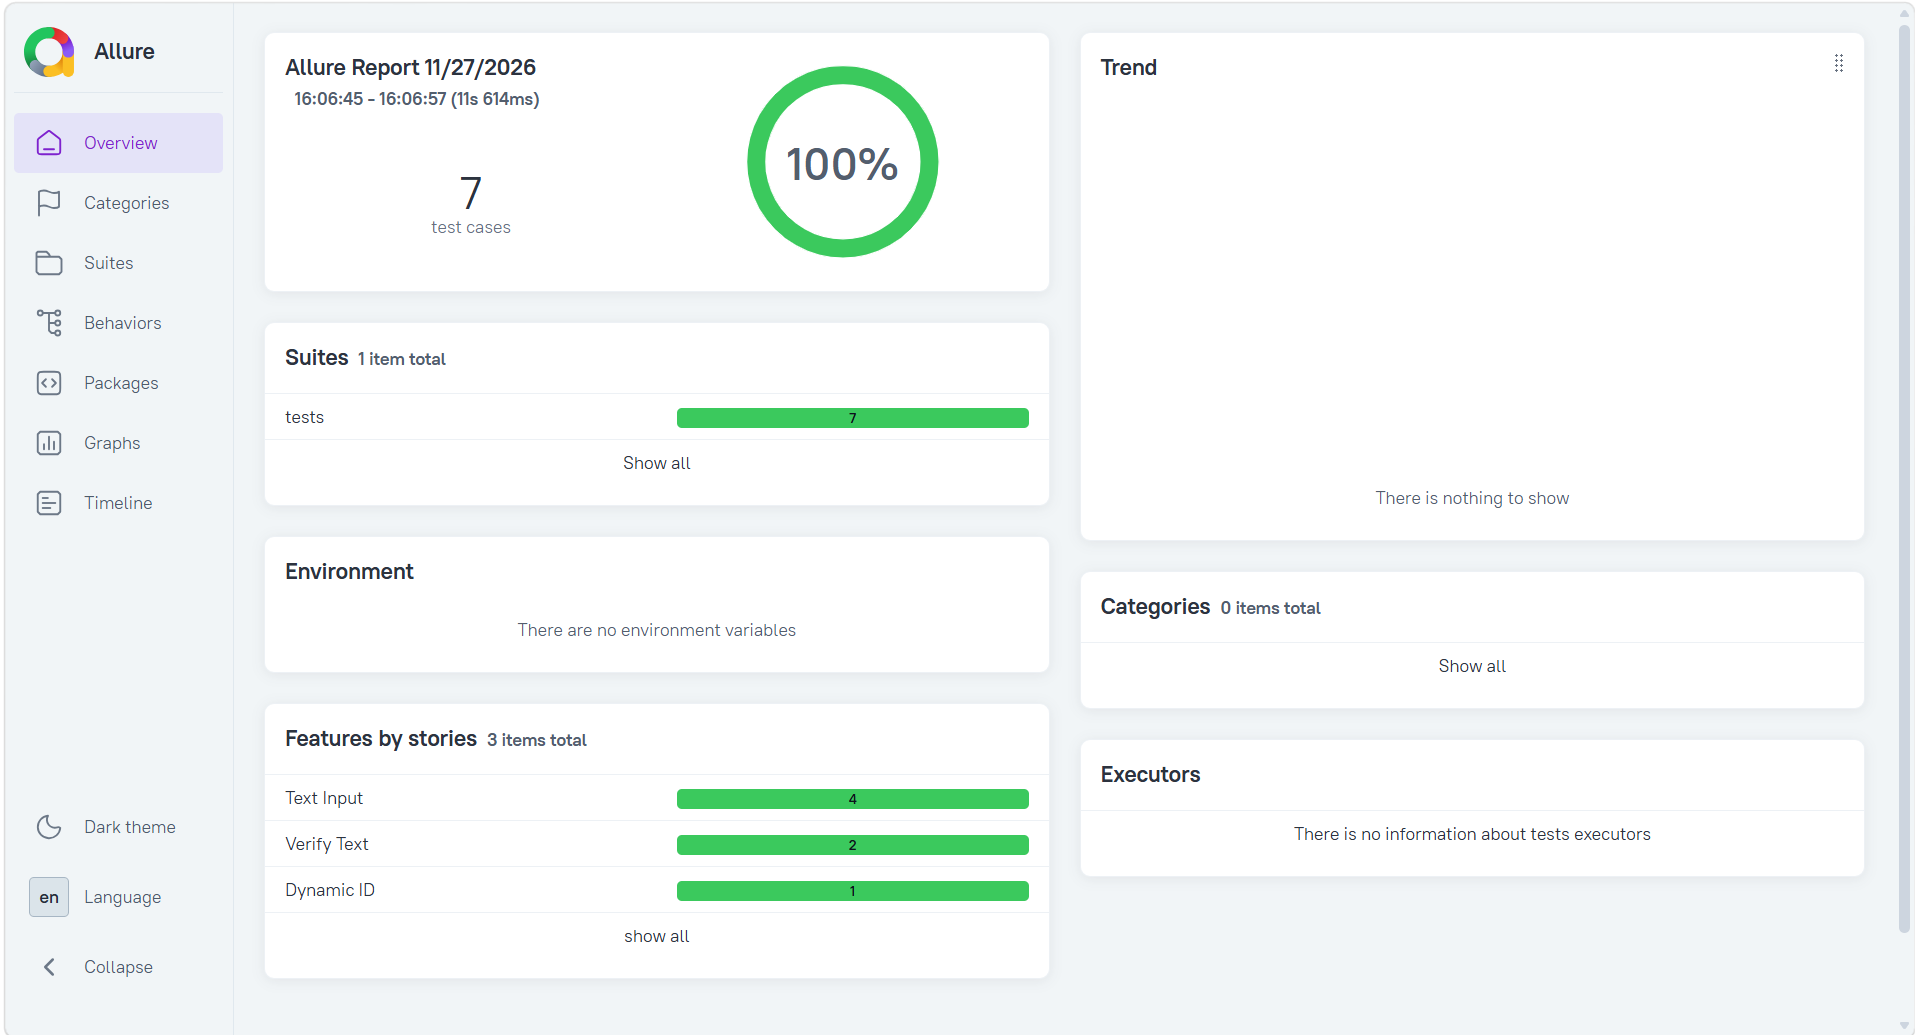 Allure
Overview
Categories
Suites
Behaviors
Packages
Graphs
Timeline
Dark theme
en
Language
Collapse
Allure Report 11/27/2026
16:06:45 - 16:06:57 (11s 614ms)
7
test cases
100%
Suites 1 item total
tests 7
Show all
Environment
There are no environment variables
Features by stories 3 items total
Text Input 4
Verify Text 2
Dynamic ID 1
show all
Trend
There is nothing to show
Categories 0 items total
Show all
Executors
There is no information about tests executors